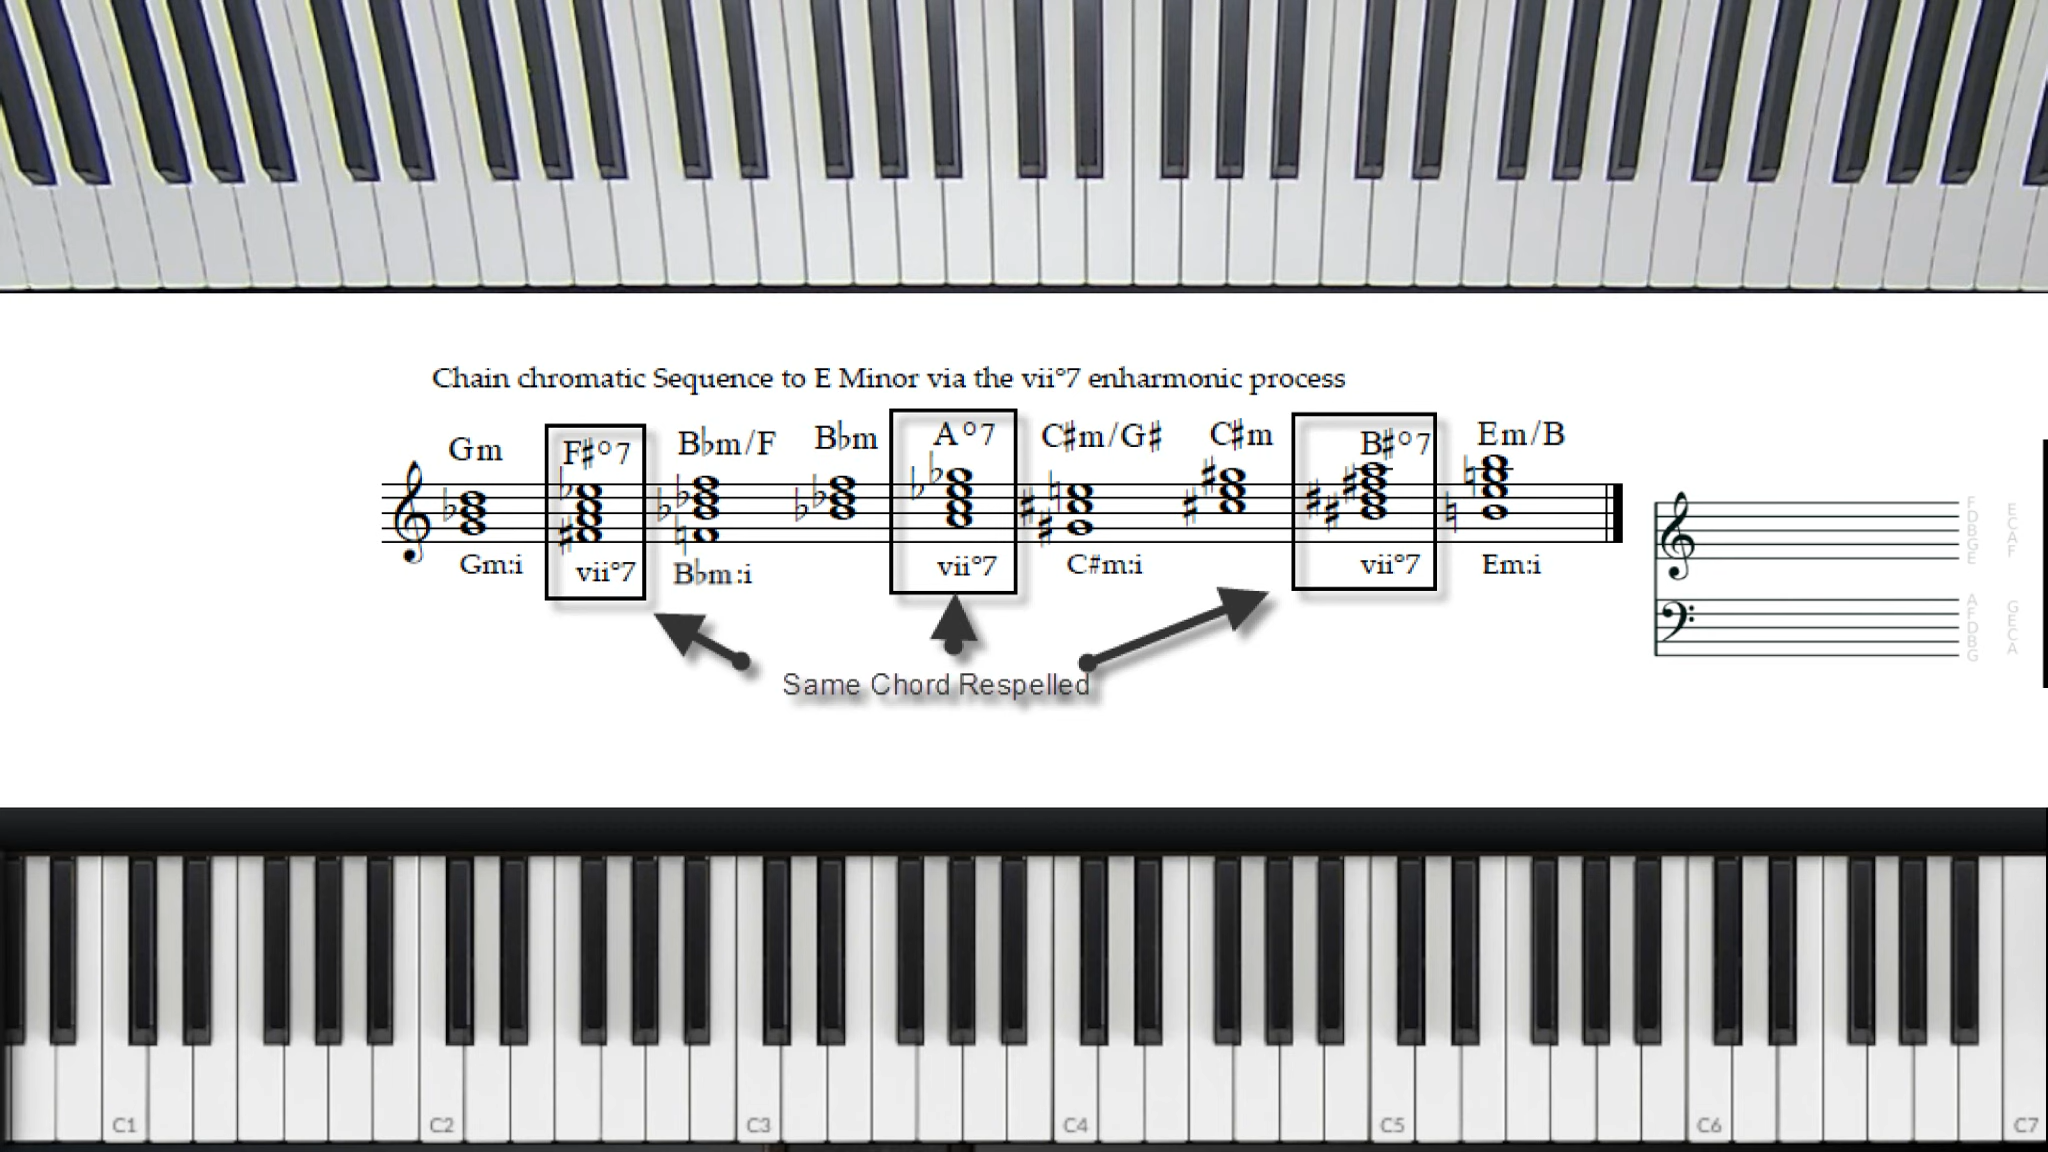 Chain chromatic Sequence to E Minor via the vii°7 enharmonic process
Gm F♯°7 B♭m/F B♭m A°7 C♯m/G♯ C♯m B♯°7 Em/B
Gm:i vii°7 B♭m:i vii°7 C#m:i vii°7 Em:i
Same Chord Respelled
F E
D C
B A
G F
E
A G
F E
D C
B A
G
C1 C2 C3 C4 C5 C6 C7